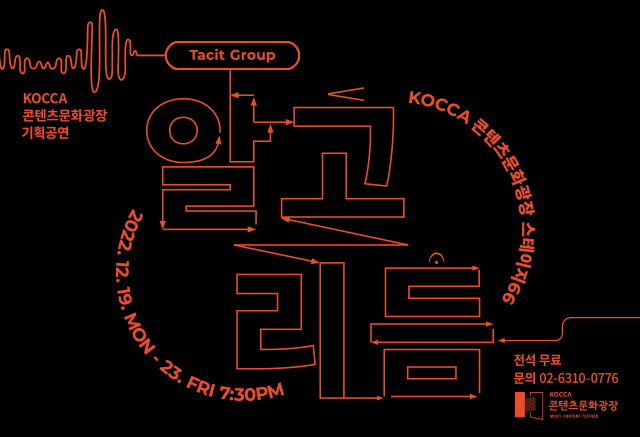 Tacit Group
KOCCA
콘텐츠문화광장
기획공연
알고
리듬
KOCCA 콘텐츠문화광장 스테이지66
2022. 12. 19. MON - 23. FRI 7:30PM
전석 무료
문의 02-6310-0776
KOCCA
콘텐츠문화광장
MULTI CONTENT THEATER